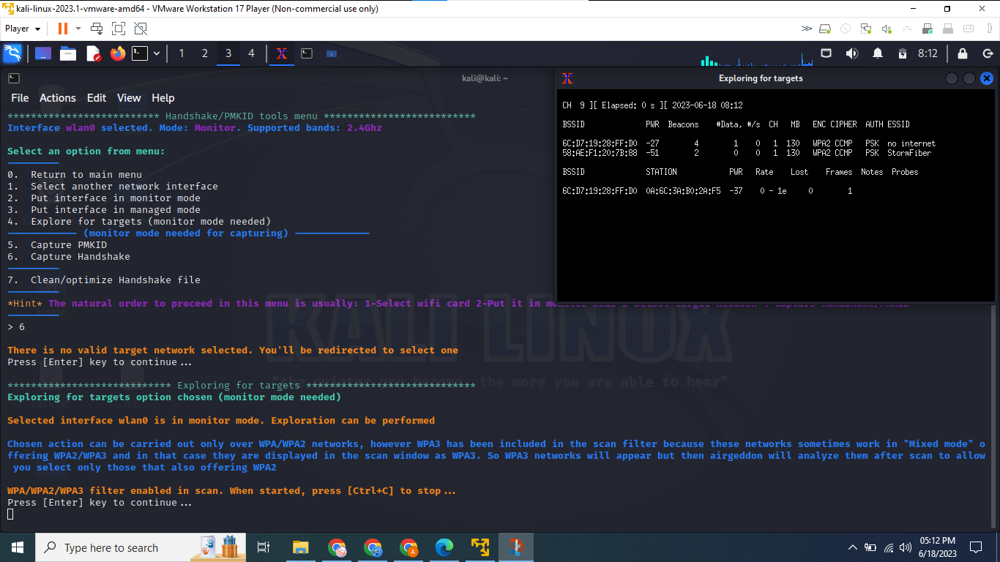 kali-linux-2023.1-vmware-amd64 - VMware Workstation 17 Player (Non-commercial use only)
Player
1 2 3 4 8:12
kali@kali: ~
File Actions Edit View Help
************************** Handshake/PMKID tools menu **************************
Interface wlan0 selected. Mode: Monitor. Supported bands: 2.4Ghz
Select an option from menu:
0. Return to main menu
1. Select another network interface
2. Put interface in monitor mode
3. Put interface in managed mode
4. Explore for targets (monitor mode needed)
(monitor mode needed for capturing)
5. Capture PMKID
6. Capture Handshake
7. Clean/optimize Handshake file
*Hint* The natural order to proceed in this menu is usually: 1-Select wifi card 2-Put it in
> 6
There is no valid target network selected. You'll be redirected to select one
Press [Enter] key to continue...
**************************** Exploring for targets *****************************
Exploring for targets option chosen (monitor mode needed)
Selected interface wlan0 is in monitor mode. Exploration can be performed
Chosen action can be carried out only over WPA/WPA2 networks, however WPA3 has been included in the scan filter because these networks sometimes work in "Mixed mode" o
ffering WPA2/WPA3 and in that case they are displayed in the scan window as WPA3. So WPA3 networks will appear but then airgeddon will analyze them after scan to allow
you select only those that also offering WPA2
WPA/WPA2/WPA3 filter enabled in scan. When started, press [Ctrl+C] to stop...
Press [Enter] key to continue...
Exploring for targets
CH 9 ][ Elapsed: 0 s ][ 2023-06-18 08:12
BSSID PWR Beacons #Data, #/s CH MB ENC CIPHER AUTH ESSID
6C:D7:19:28:FF:D0 -27 4 1 0 1 130 WPA2 CCMP PSK no internet
58:AE:F1:20:7B:88 -51 2 0 0 1 130 WPA2 CCMP PSK StormFiber
BSSID STATION PWR Rate Lost Frames Notes Probes
6C:D7:19:28:FF:D0 0A:6C:3A:B0:2A:F5 -37 0 - 1e 0 1
KALI LINUX
the more you are able to hear"
Home
Type here to search
05:12 PM
6/18/2023